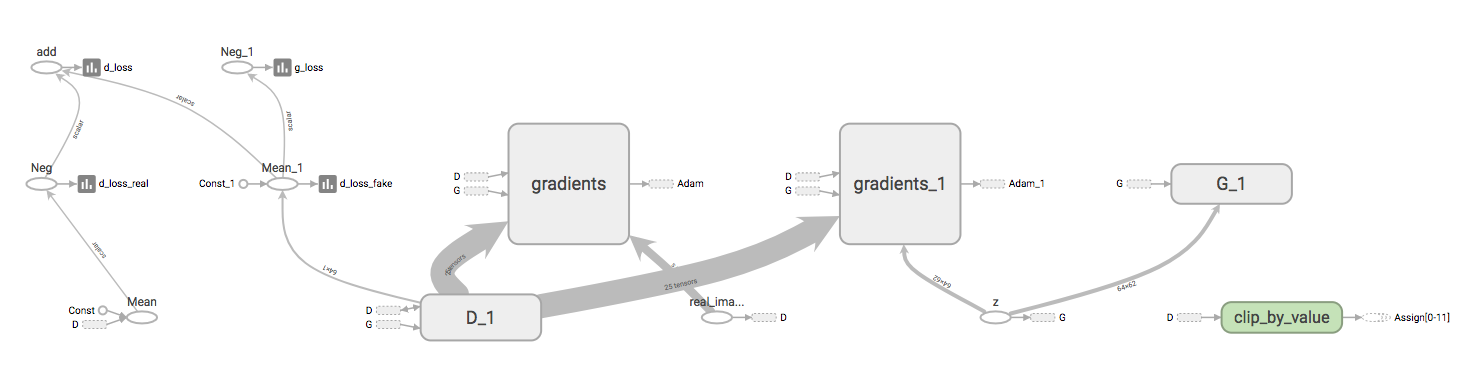 add
d_loss
Neg_1
g_loss
scalar
scalar
scalar
Neg
d_loss_real
Mean_1
Const_1
d_loss_fake
D
G
gradients
Adam
D
G
gradients_1
Adam_1
G
G_1
scalar
64×1
tensors
25 tensors
64×62
64×62
Mean
Const
D
D
G
D_1
real_ima...
D
z
G
D
clip_by_value
Assign[0-11]